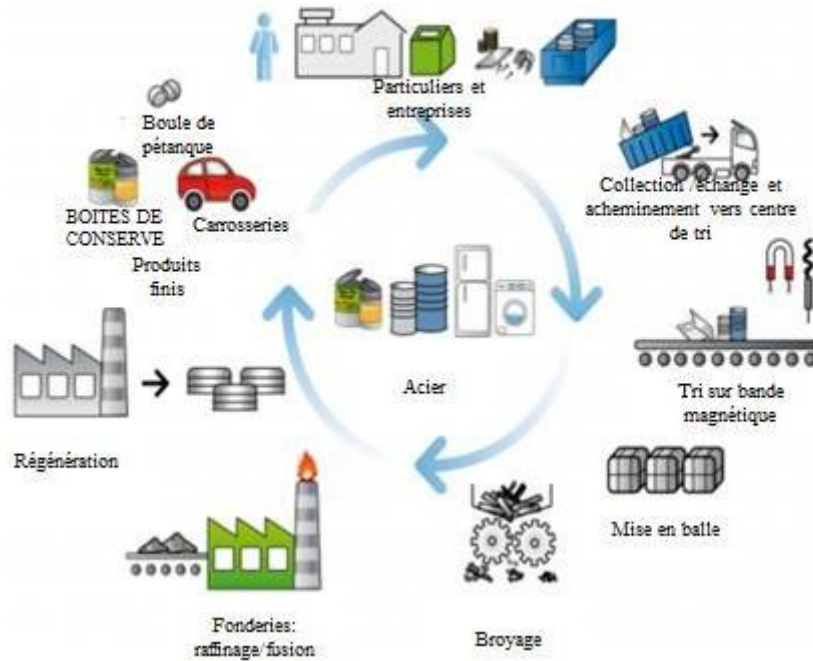 Particuliers et
entreprises
Collection /échange et
acheminement vers centre
de tri
Tri sur bande
magnétique
Mise en balle
Broyage
Fonderies:
raffinage/fusion
Régénération
Produits
finis
BOITES DE
CONSERVE
Carrosseries
Boule de
pétanque
Acier